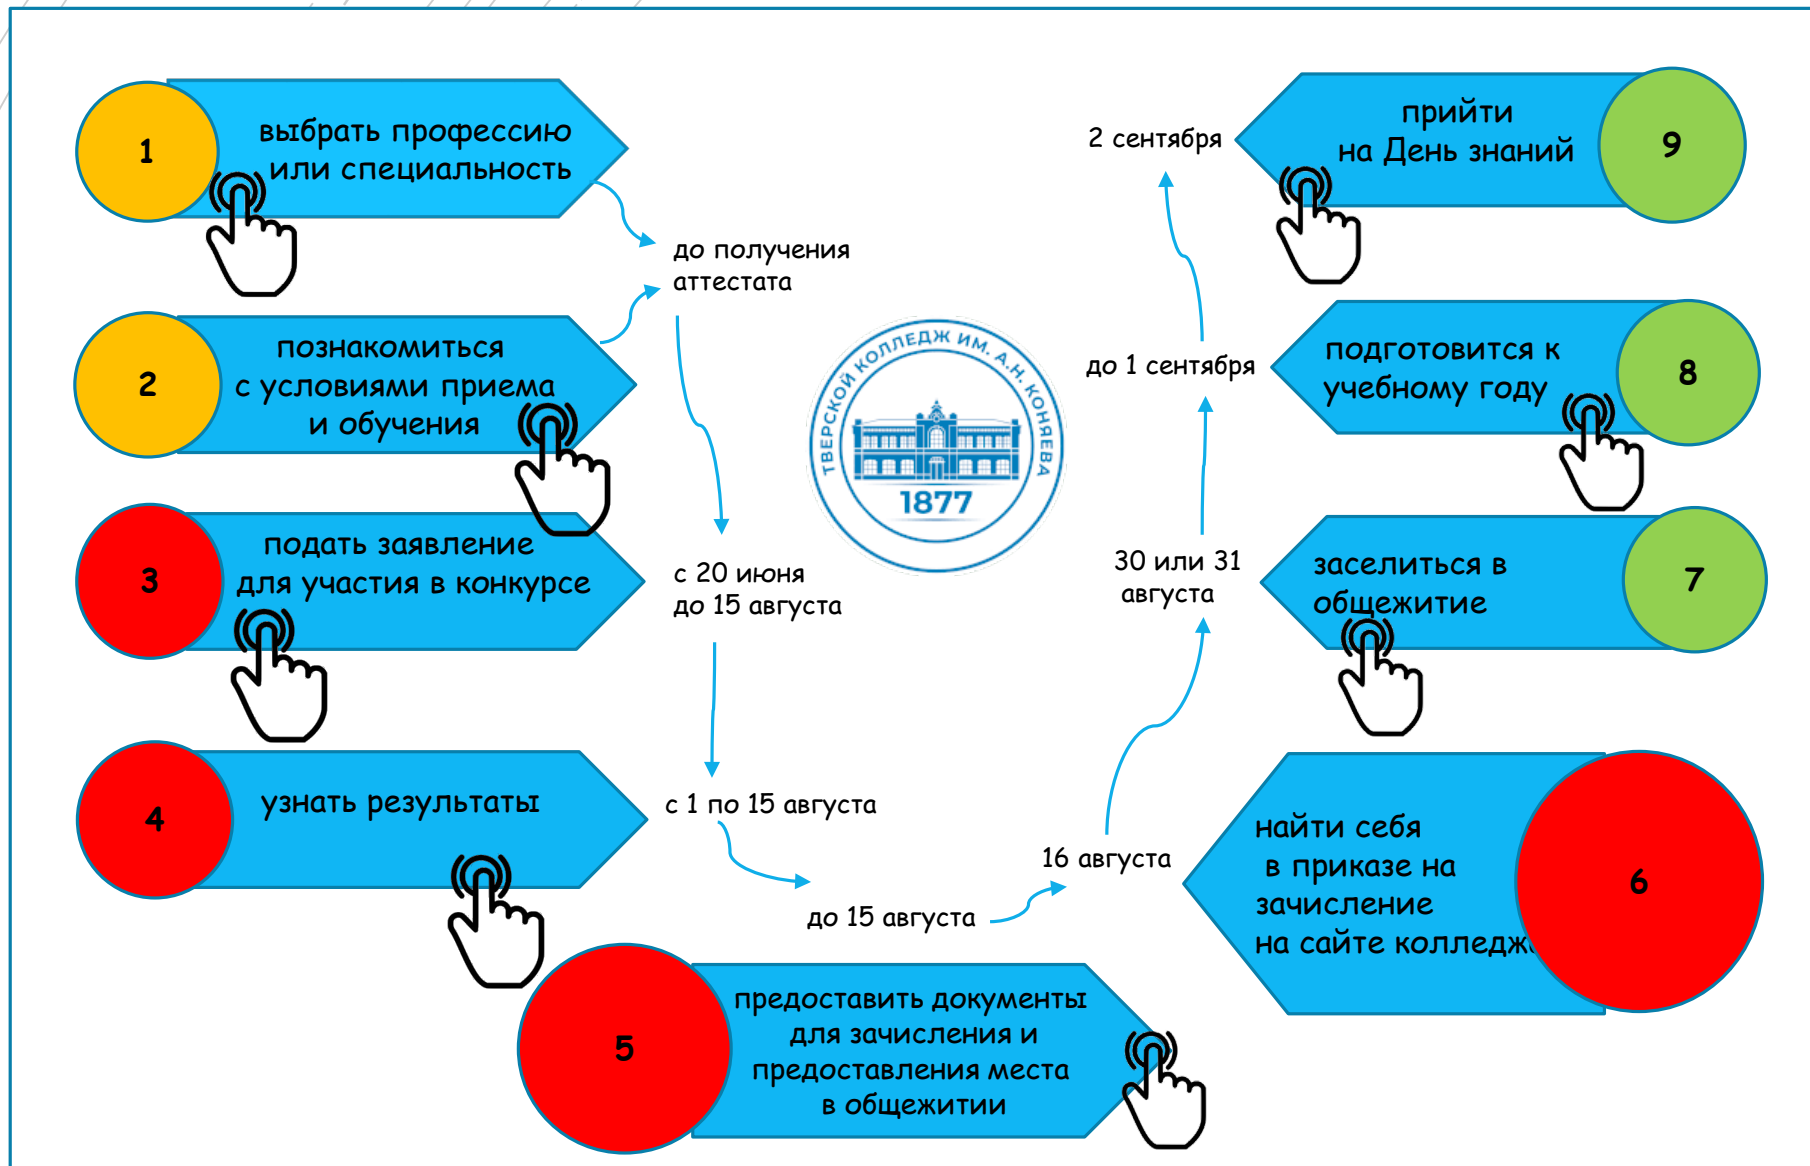 1
выбрать профессию
или специальность
до получения
аттестата
2
познакомиться
с условиями приема
и обучения
3
подать заявление
для участия в конкурсе
с 20 июня
до 15 августа
4
узнать результаты
с 1 по 15 августа
до 15 августа
5
предоставить документы
для зачисления и
предоставления места
в общежитии
16 августа
найти себя
в приказе на
зачисление
на сайте колледжа
6
30 или 31
августа
заселиться в
общежитие
7
до 1 сентября
подготовится к
учебному году
8
2 сентября
прийти
на День знаний
9
ТВЕРСКОЙ КОЛЛЕДЖ ИМ. А.Н. КОНЯЕВА
1877